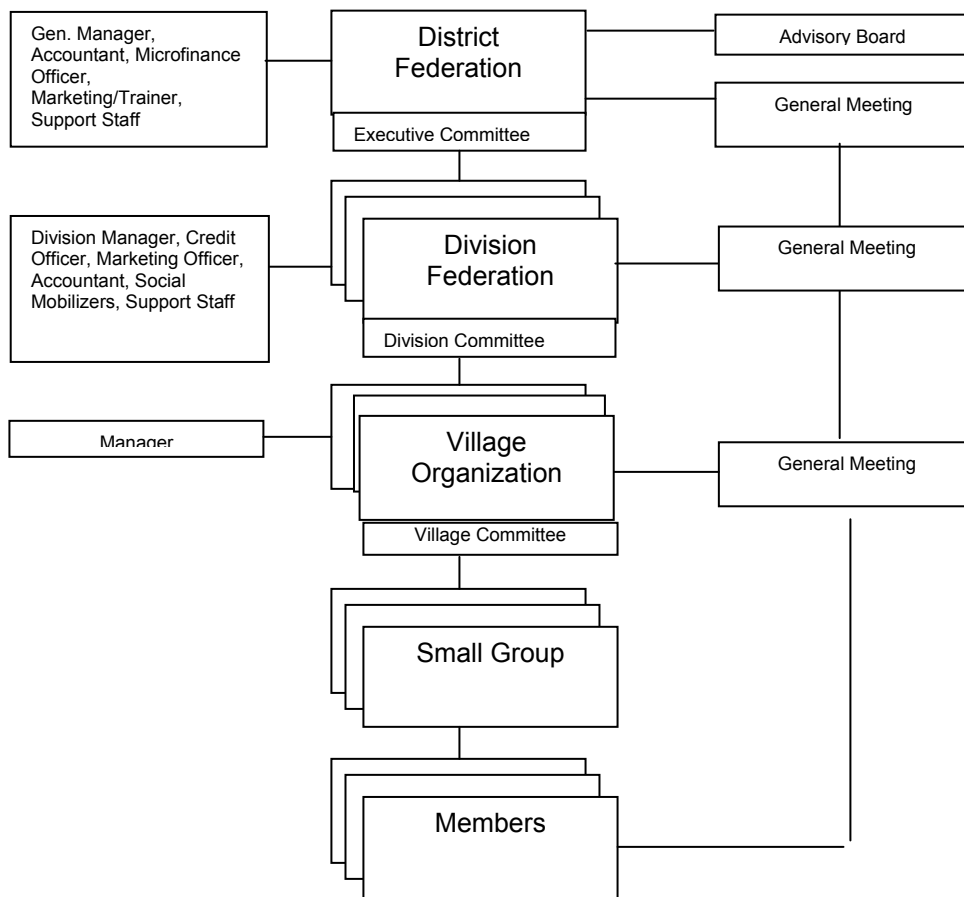 Gen. Manager,
Accountant, Microfinance
Officer,
Marketing/Trainer,
Support Staff
District
Federation
Executive Committee
Advisory Board
General Meeting
Division Manager, Credit
Officer, Marketing Officer,
Accountant, Social
Mobilizers, Support Staff
Division
Federation
Division Committee
General Meeting
Manager
Village
Organization
Village Committee
General Meeting
Small Group
Members